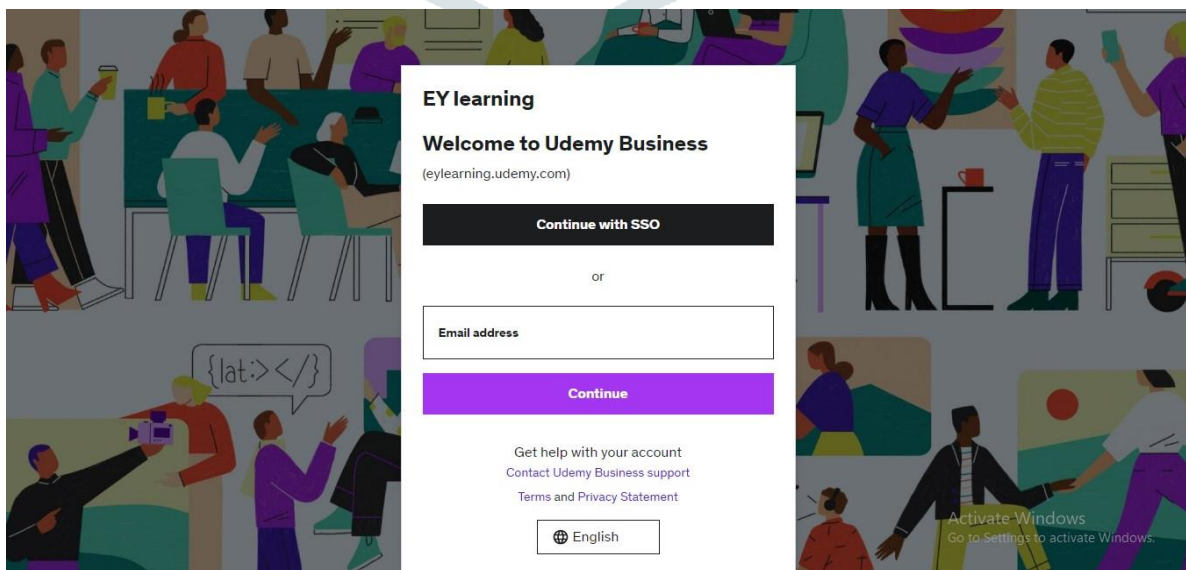 EY learning
Welcome to Udemy Business
(eylearning.udemy.com)
Continue with SSO
or
Email address
Continue
{lat:></}
Get help with your account
Contact Udemy Business support
Terms and Privacy Statement
English
Activate Windows
Go to Settings to activate Windows.